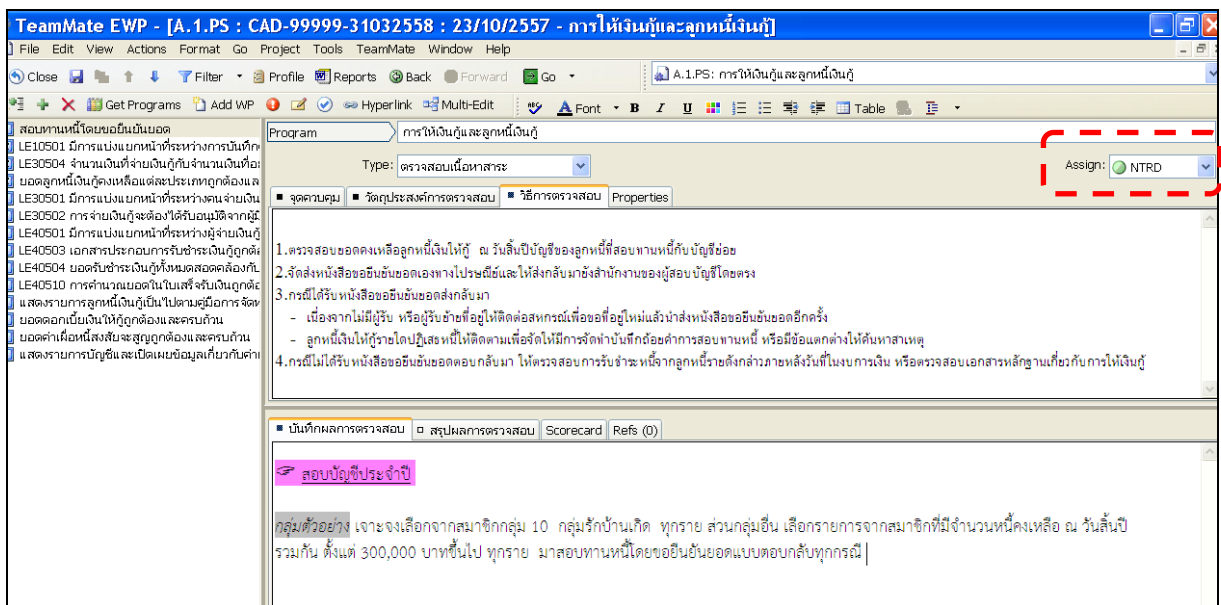 TeamMate EWP - [A.1.PS : CAD-99999-31032558 : 23/10/2557 - การให้เงินกู้และลูกหนี้เงินกู้]
File Edit View Actions Format Go Project Tools TeamMate Window Help
Close Filter Profile Reports Back Forward Go A.1.PS: การให้เงินกู้และลูกหนี้เงินกู้
Get Programs Add WP Hyperlink Multi-Edit A Font B I U Table
สอบทานหนี้โดยขอยืนยันยอด
LE10501 มีการแบ่งแยกหน้าที่ระหว่างการบันทึก
LE30504 จำนวนเงินที่จ่ายเงินกู้กับจำนวนเงินที่
ยอดลูกหนี้เงินกู้คงเหลือแต่ละประเภทถูกต้องแล
LE30501 มีการแบ่งแยกหน้าที่ระหว่างคนจ่ายเงิน
LE30502 การจ่ายเงินกู้จะต้องได้รับอนุมัติจากผู้มี
LE40501 มีการแบ่งแยกหน้าที่ระหว่างผู้จ่ายเงินกู้
LE40503 เอกสารประกอบการรับชำระเงินกู้ถูกต้อ
LE40504 ยอดรับชำระเงินกู้ทั้งหมดสอดคล้องกับ
LE40510 การคำนวณยอดในใบเสร็จรับเงินถูกต้อ
แสดงรายการลูกหนี้เงินกู้เป็นไปตามคู่มือการจัดท
ยอดดอกเบี้ยเงินให้กู้ถูกต้องและครบถ้วน
ยอดค่าเผื่อหนี้สงสัยจะสูญถูกต้องและครบถ้วน
แสดงรายการบัญชีและเปิดเผยข้อมูลเกี่ยวกับค่าเ
Program การให้เงินกู้และลูกหนี้เงินกู้
Type: ตรวจสอบเนื้อหาสาระ Assign: NTRD
จุดควบคุม วัตถุประสงค์การตรวจสอบ วิธีการตรวจสอบ Properties
1.ตรวจสอบยอดคงเหลือลูกหนี้เงินให้กู้ ณ วันสิ้นปีบัญชีของลูกหนี้ที่สอบทานหนี้กับบัญชีย่อย
2.จัดส่งหนังสือขอยืนยันยอดเองทางไปรษณีย์และให้ส่งกลับมายังสำนักงานของผู้สอบบัญชีโดยตรง
3.กรณีได้รับหนังสือขอยืนยันยอดส่งกลับมา
- เนื่องจากไม่มีผู้รับ หรือผู้รับย้ายที่อยู่ให้ติดต่อสหกรณ์เพื่อขอที่อยู่ใหม่แล้วนำส่งหนังสือขอยืนยันยอดอีกครั้ง
- ลูกหนี้เงินให้กู้รายใดปฏิเสธหนี้ให้ติดตามเพื่อจัดให้มีการจัดทำบันทึกถ้อยคำการสอบทานหนี้ หรือมีข้อแตกต่างให้ค้นหาสาเหตุ
4.กรณีไม่ได้รับหนังสือขอยืนยันยอดตอบกลับมา ให้ตรวจสอบการรับชำระหนี้จากลูกหนี้รายดังกล่าวภายหลังวันที่ในงบการเงิน หรือตรวจสอบเอกสารหลักฐานเกี่ยวกับการให้เงินกู้
บันทึกผลการตรวจสอบ สรุปผลการตรวจสอบ Scorecard Refs (0)
☞ สอบบัญชีประจำปี
กลุ่มตัวอย่าง เจาะจงเลือกจากสมาชิกกลุ่ม 10 กลุ่มรักบ้านเกิด ทุกราย ส่วนกลุ่มอื่น เลือกรายการจากสมาชิกที่มีจำนวนหนี้คงเหลือ ณ วันสิ้นปี
รวมกัน ตั้งแต่ 300,000 บาทขึ้นไป ทุกราย มาสอบทานหนี้โดยขอยืนยันยอดแบบตอบกลับทุกกรณี